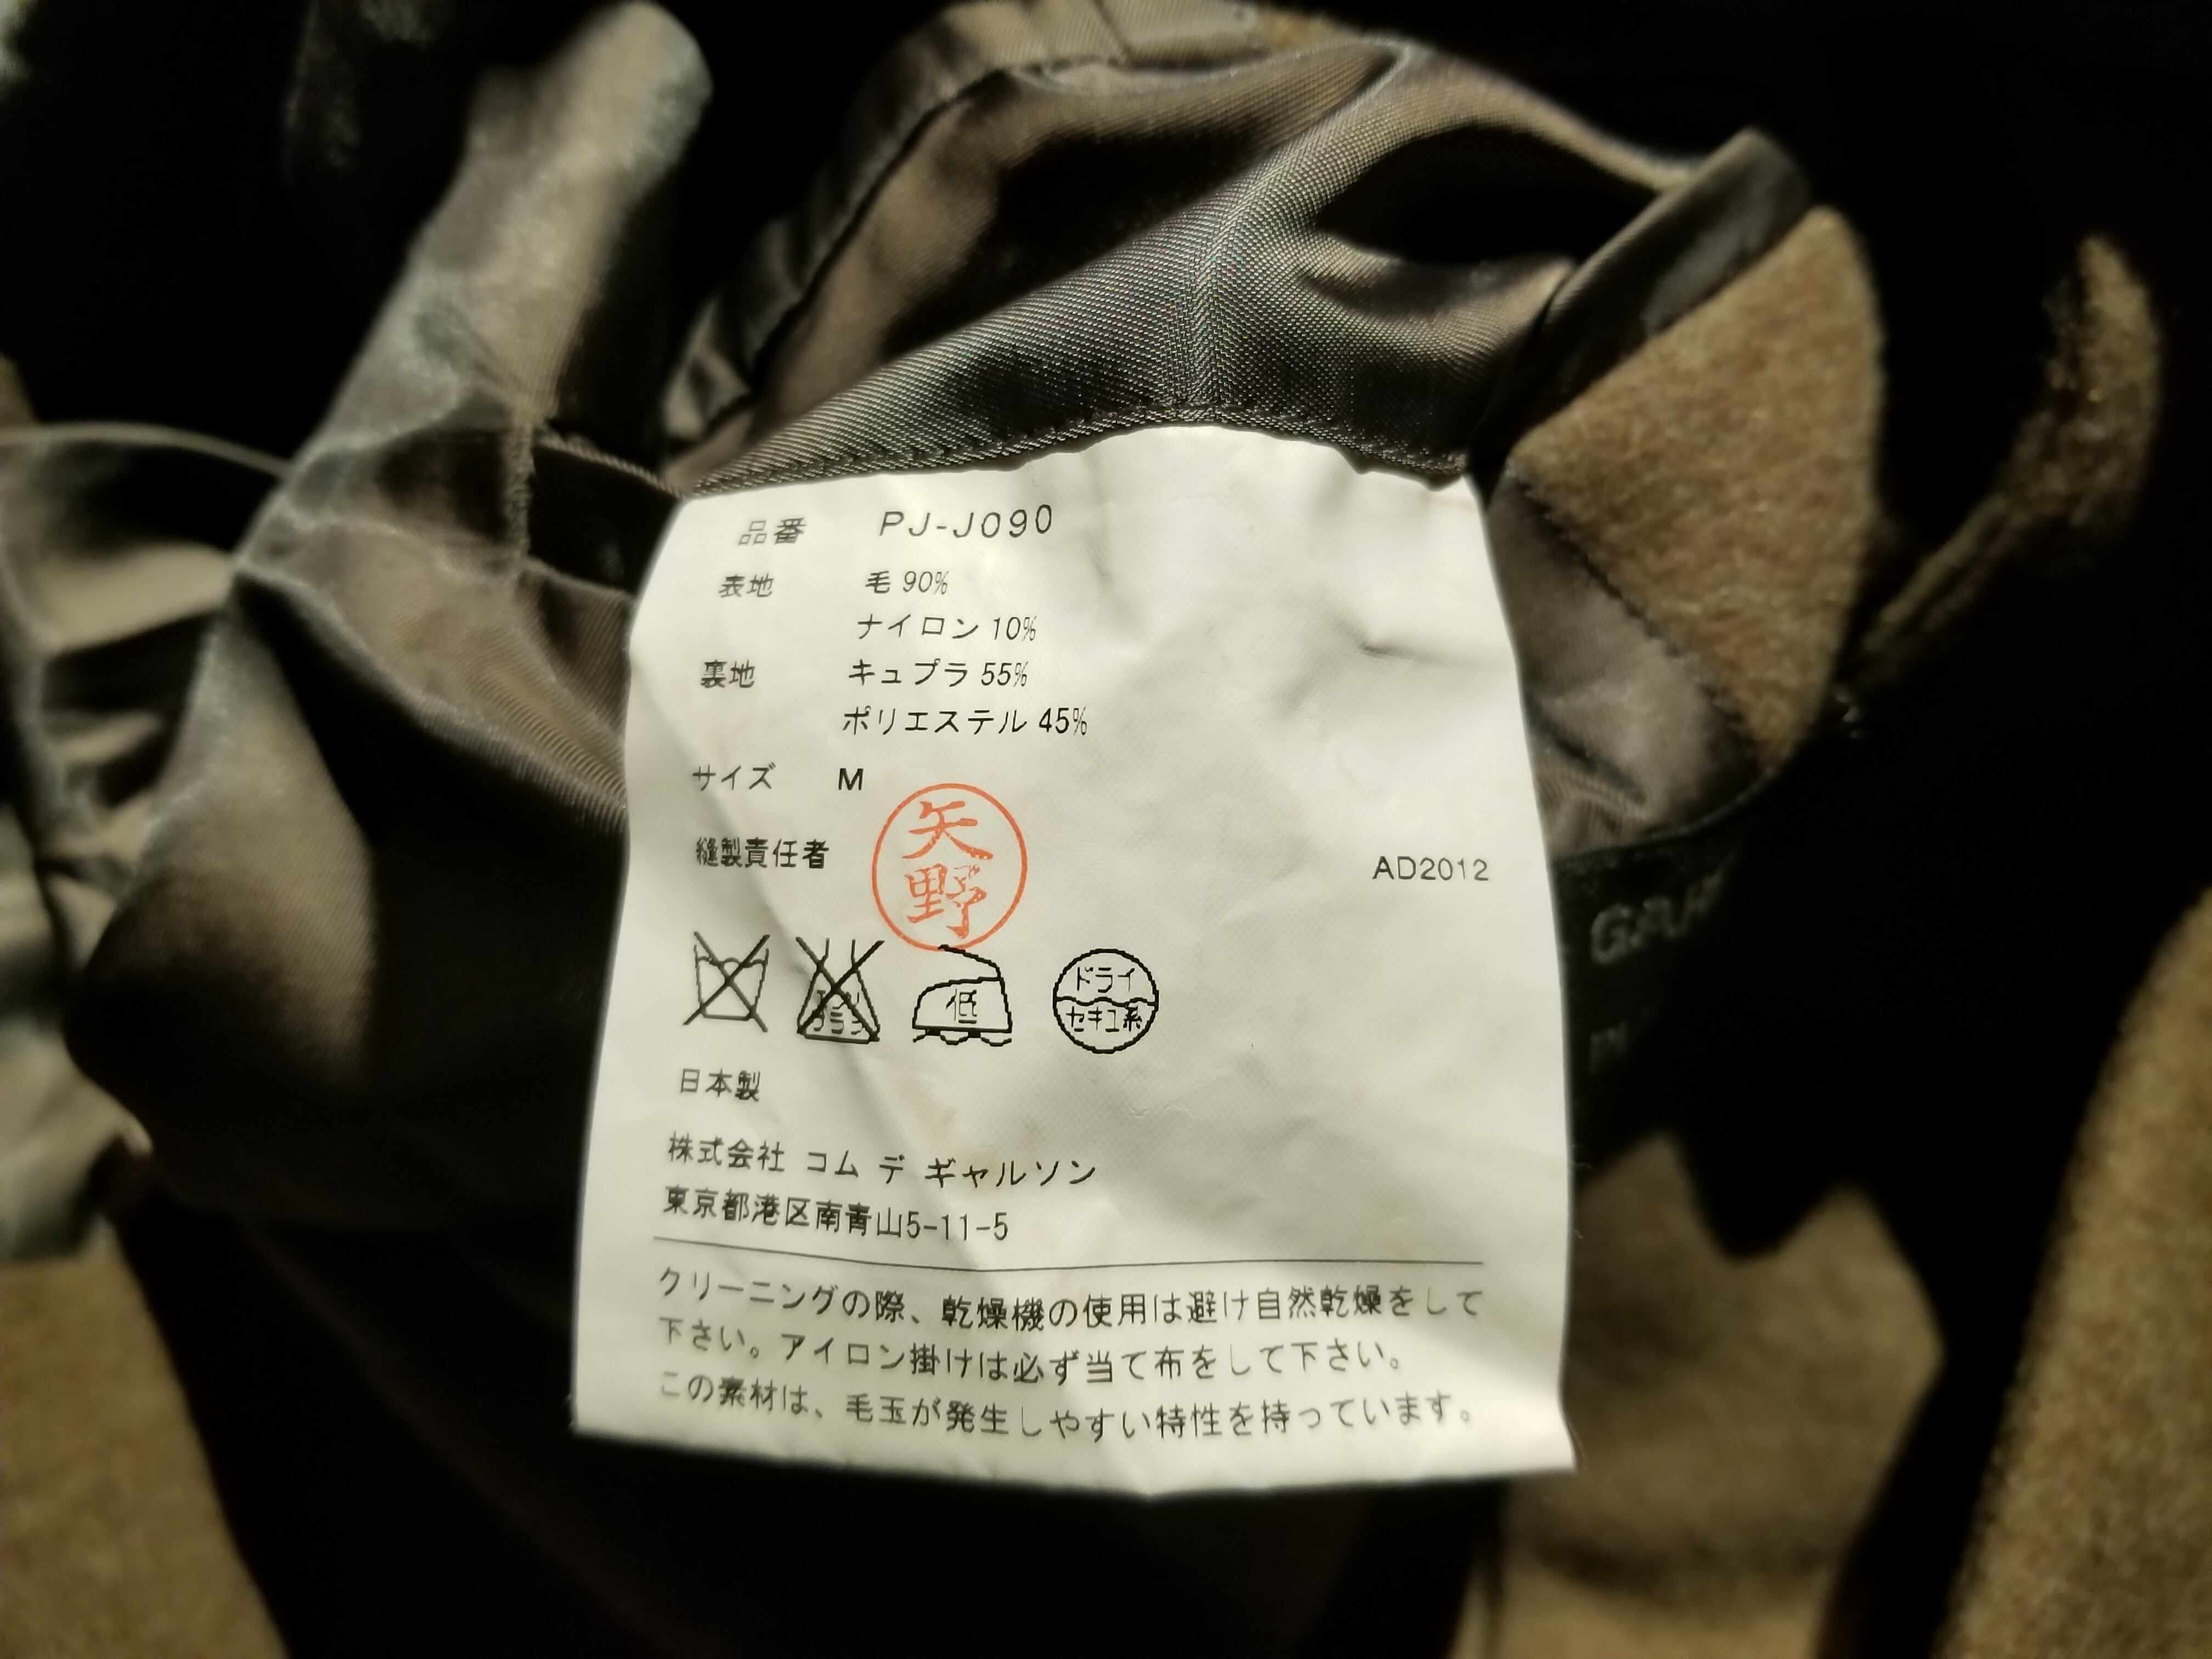 品番 PJ-J090
表地 毛 90%
ナイロン 10%
裏地 キュプラ 55%
ポリエステル 45%
サイズ M
縫製責任者 矢野
AD2012
エンソ
サラシ
低
ドライ
セキユ系
日本製
株式会社 コム デ ギャルソン
東京都港区南青山5-11-5
クリーニングの際、乾燥機の使用は避け自然乾燥をして
下さい。アイロン掛けは必ず当て布をして下さい。
この素材は、毛玉が発生しやすい特性を持っています。
GAR